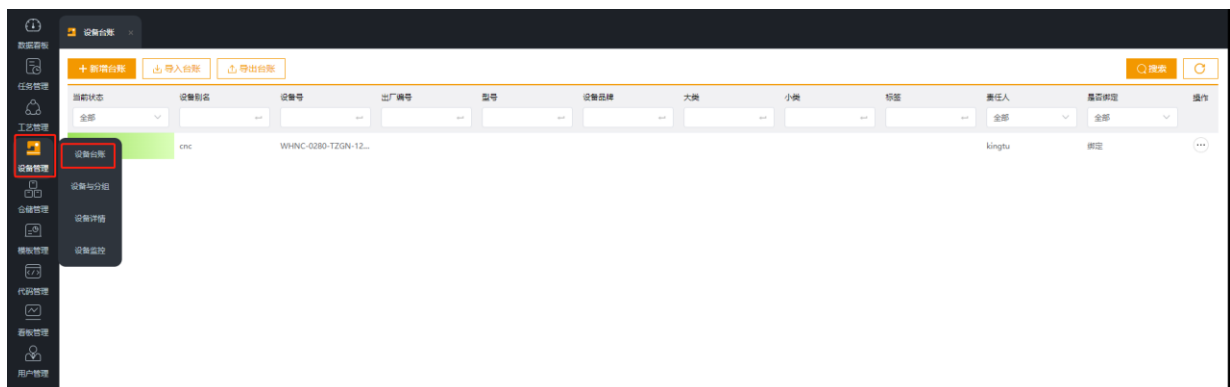 设备台账 ×
数据看板
任务管理
工艺管理
设备管理
仓储管理
模板管理
代码管理
看板管理
用户管理
设备台账
设备与分组
设备详情
设备监控
+ 新增台账 导入台账 导出台账 搜索
当前状态 设备别名 设备号 出厂编号 型号 设备品牌 大类 小类 标签 责任人 是否绑定 操作
全部 全部 全部
cnc WHNC-0280-TZGN-12... kingtu 绑定